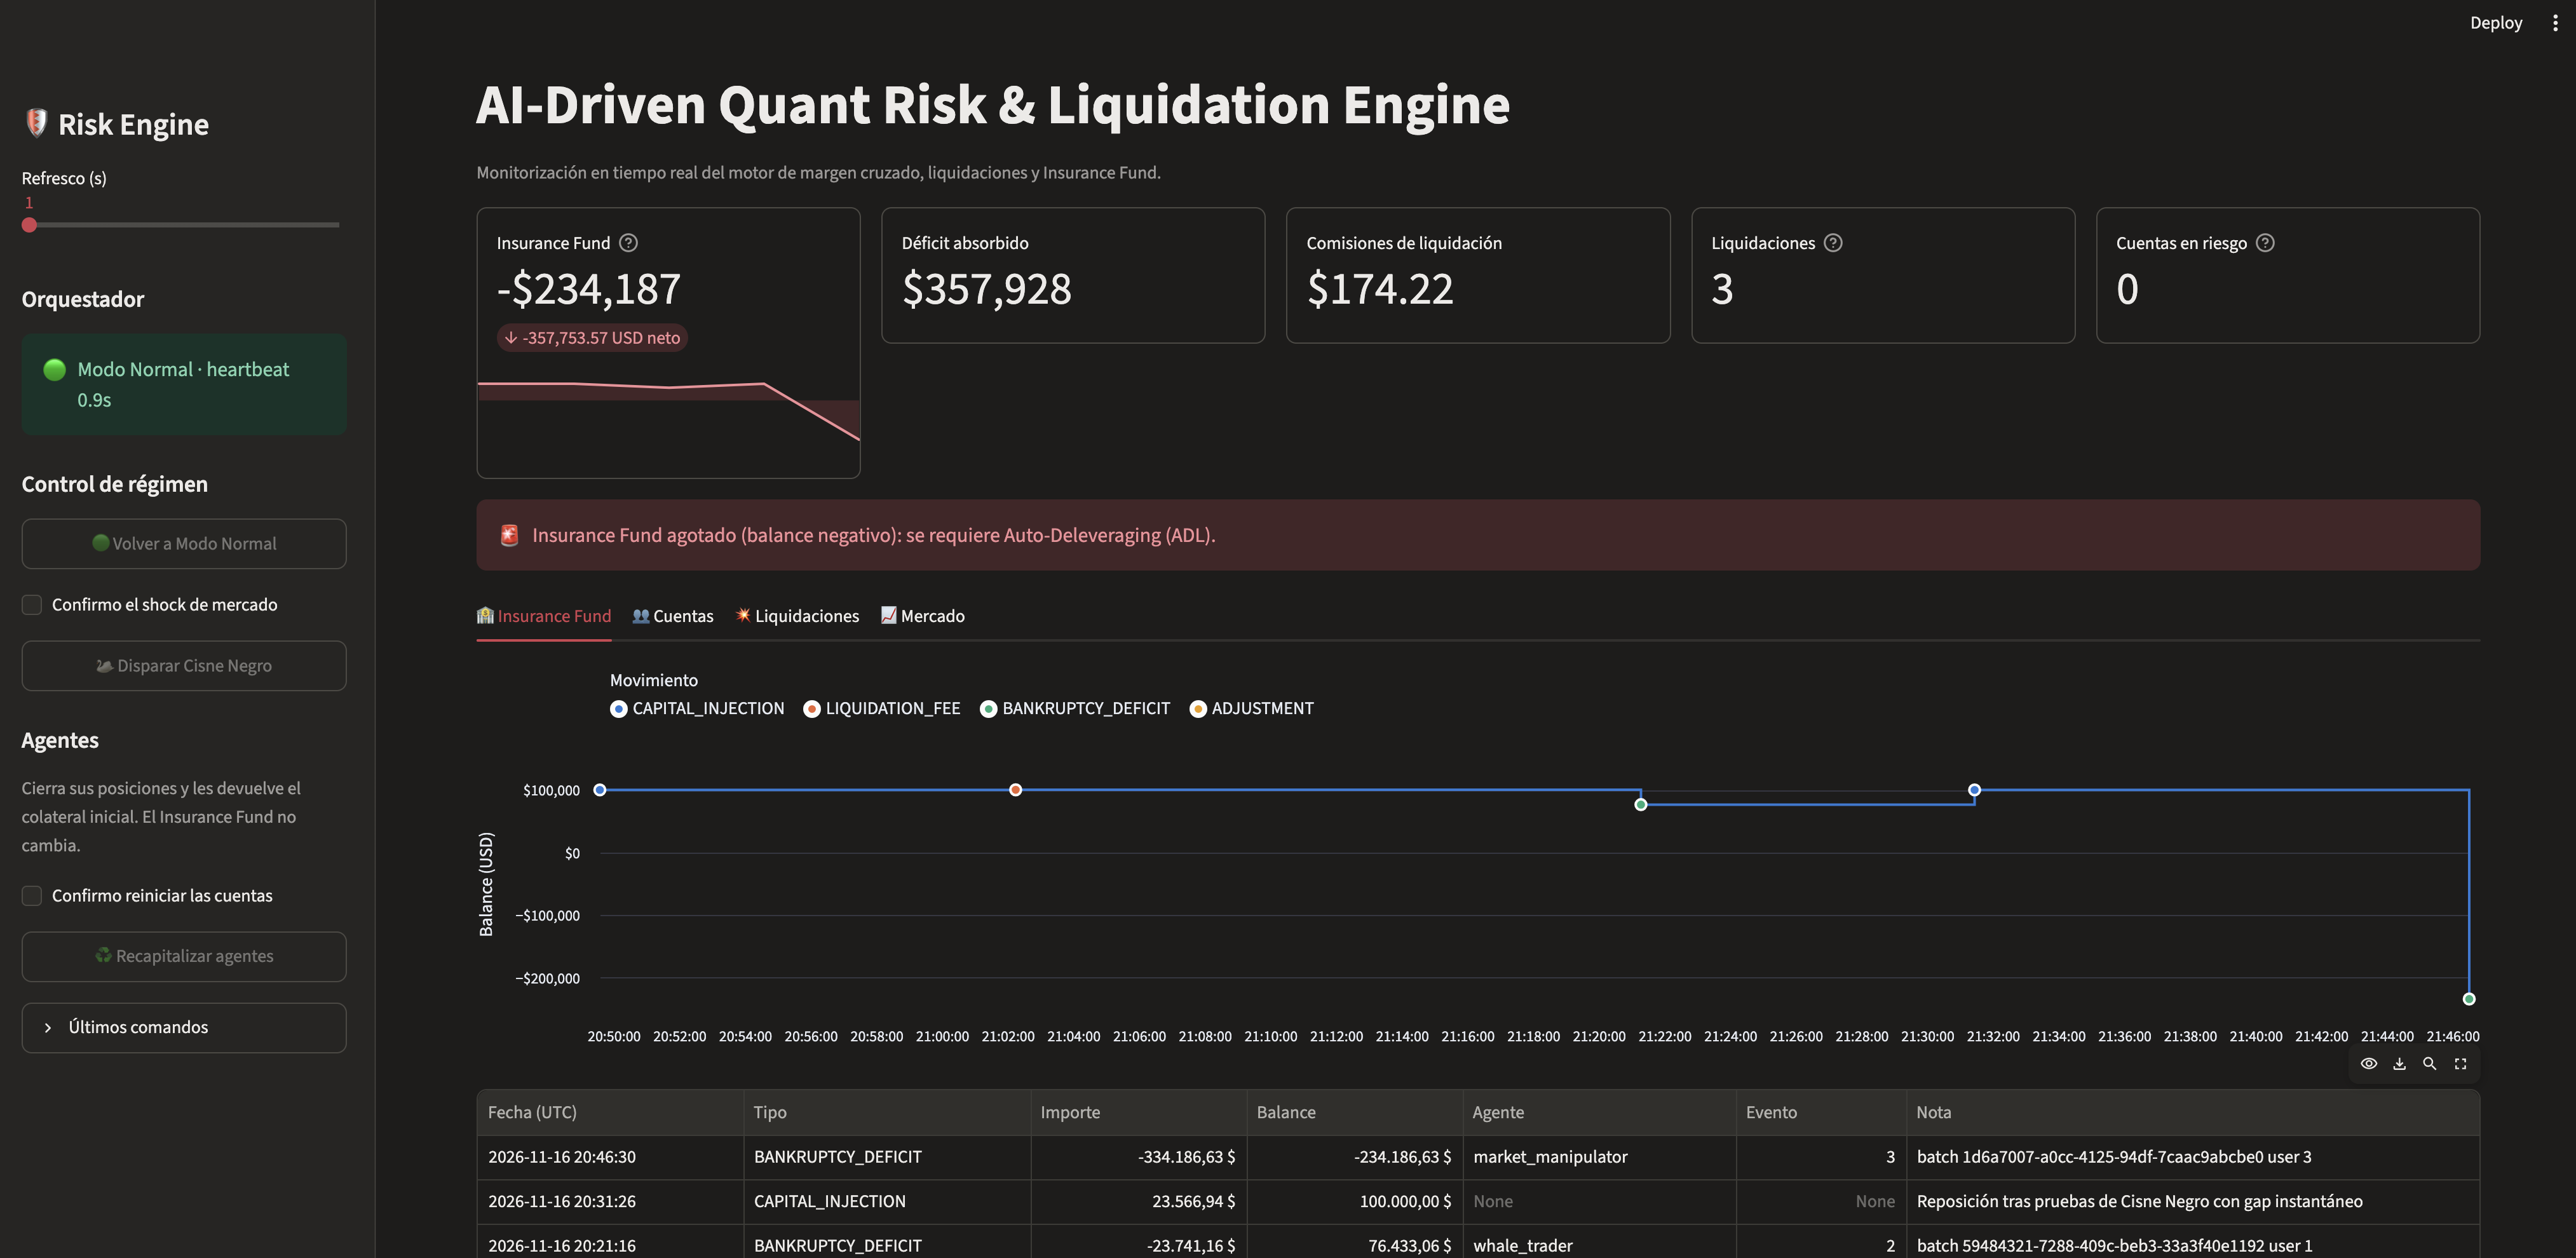 Deploy
Risk Engine
Refresco (s)
1
Orquestador
Modo Normal · heartbeat
0.9s
Control de régimen
Volver a Modo Normal
Confirmo el shock de mercado
Disparar Cisne Negro
Agentes
Cierra sus posiciones y les devuelve el
colateral inicial. El Insurance Fund no
cambia.
Confirmo reiniciar las cuentas
Recapitalizar agentes
Últimos comandos
AI-Driven Quant Risk & Liquidation Engine
Monitorización en tiempo real del motor de margen cruzado, liquidaciones y Insurance Fund.
Insurance Fund
-$234,187
↓ -357,753.57 USD neto
Déficit absorbido
$357,928
Comisiones de liquidación
$174.22
Liquidaciones
3
Cuentas en riesgo
0
Insurance Fund agotado (balance negativo): se requiere Auto-Deleveraging (ADL).
Insurance Fund Cuentas Liquidaciones Mercado
Movimiento
CAPITAL_INJECTION LIQUIDATION_FEE BANKRUPTCY_DEFICIT ADJUSTMENT
Balance (USD)
$100,000
$0
−$100,000
−$200,000
20:50:00 20:52:00 20:54:00 20:56:00 20:58:00 21:00:00 21:02:00 21:04:00 21:06:00 21:08:00 21:10:00 21:12:00 21:14:00 21:16:00 21:18:00 21:20:00 21:22:00 21:24:00 21:26:00 21:28:00 21:30:00 21:32:00 21:34:00 21:36:00 21:38:00 21:40:00 21:42:00 21:44:00 21:46:00
Fecha (UTC) Tipo Importe Balance Agente Evento Nota
2026-11-16 20:46:30 BANKRUPTCY_DEFICIT -334.186,63 $ -234.186,63 $ market_manipulator 3 batch 1d6a7007-a0cc-4125-94df-7caac9abcbe0 user 3
2026-11-16 20:31:26 CAPITAL_INJECTION 23.566,94 $ 100.000,00 $ None None Reposición tras pruebas de Cisne Negro con gap instantáneo
2026-11-16 20:21:16 BANKRUPTCY_DEFICIT -23.741,16 $ 76.433,06 $ whale_trader 2 batch 59484321-7288-409c-beb3-33a3f40e1192 user 1